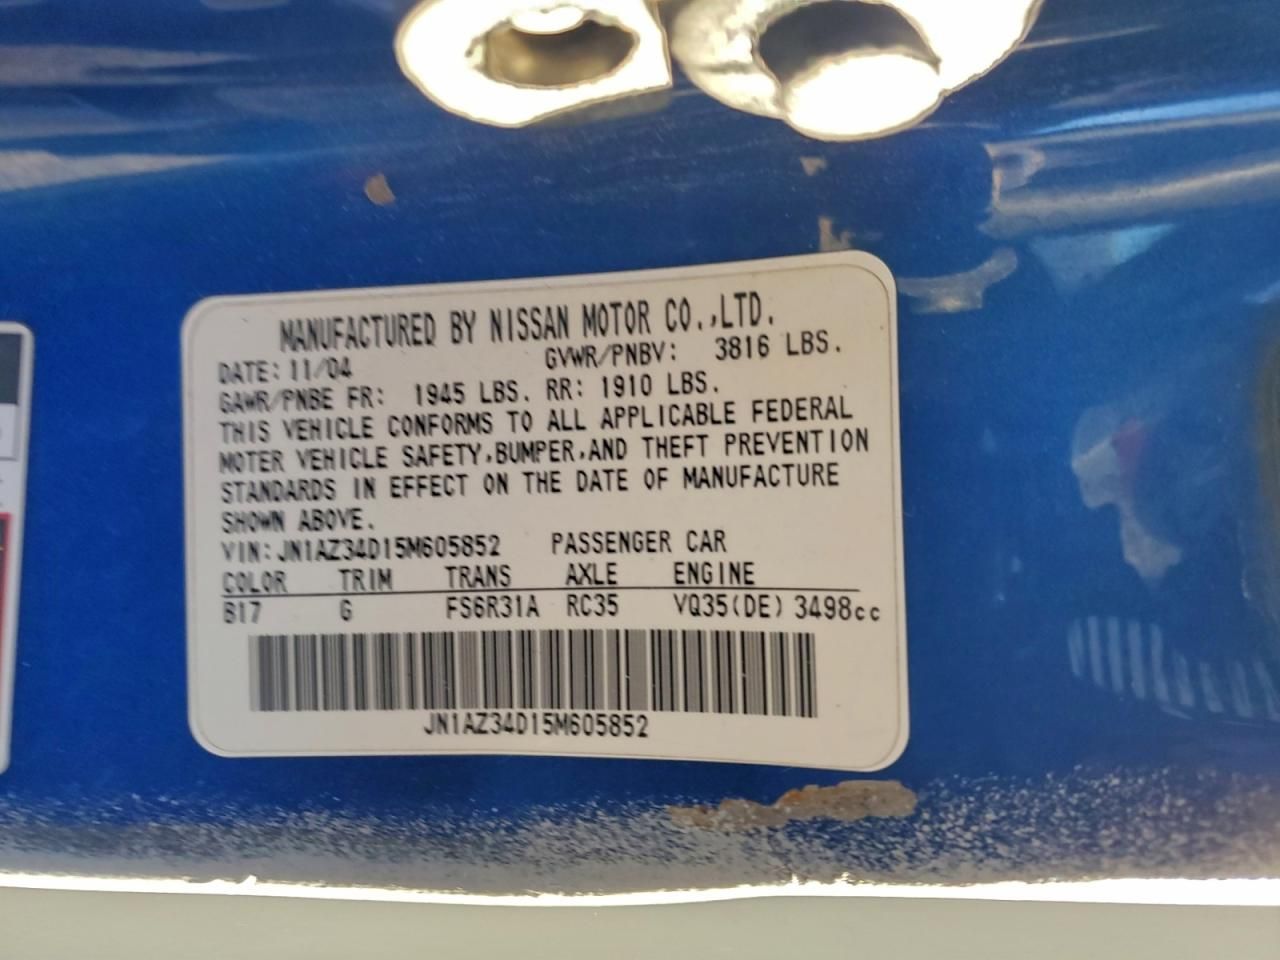 MANUFACTURED BY NISSAN MOTOR CO.,LTD.
DATE: 11/04 GVWR/PNBV: 3816 LBS.
GAWR/PNBE FR: 1945 LBS. RR: 1910 LBS.
THIS VEHICLE CONFORMS TO ALL APPLICABLE FEDERAL
MOTER VEHICLE SAFETY,BUMPER,AND THEFT PREVENTION
STANDARDS IN EFFECT ON THE DATE OF MANUFACTURE
SHOWN ABOVE.
VIN: JN1AZ34D15M605852 PASSENGER CAR
COLOR TRIM TRANS AXLE ENGINE
B17 G FS6R31A RC35 VQ35(DE) 3498cc
JN1AZ34D15M605852